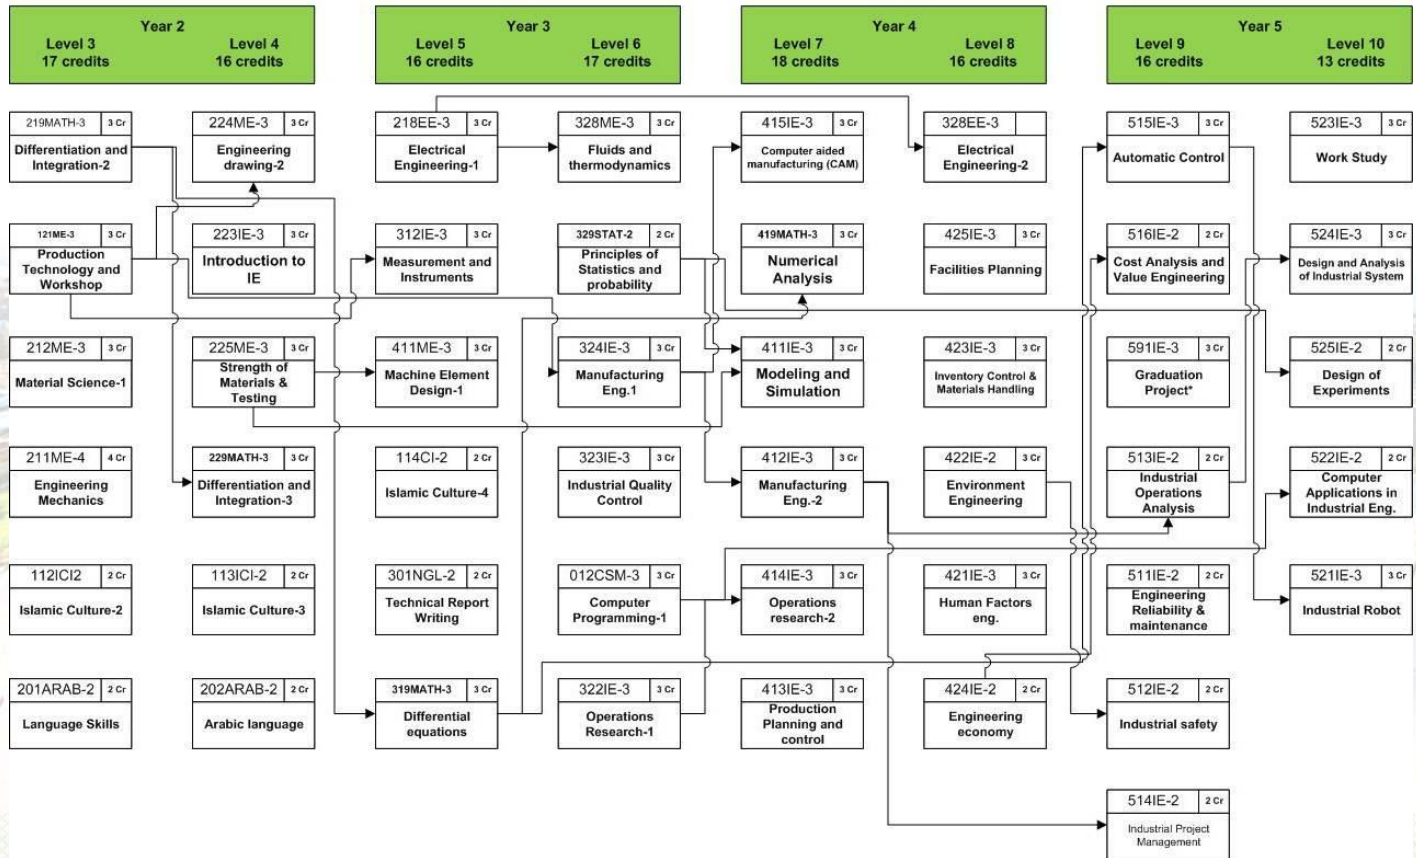 Year 2
Level 3
17 credits
Level 4
16 credits
Year 3
Level 5
16 credits
Level 6
17 credits
Year 4
Level 7
18 credits
Level 8
16 credits
Year 5
Level 9
16 credits
Level 10
13 credits
219MATH-3 3 Cr
Differentiation and
Integration-2
224ME-3 3 Cr
Engineering
drawing-2
218EE-3 3 Cr
Electrical
Engineering-1
328ME-3 3 Cr
Fluids and
thermodynamics
415IE-3 3 Cr
Computer aided
manufacturing (CAM)
328EE-3
Electrical
Engineering-2
515IE-3 3 Cr
Automatic Control
523IE-3 3 Cr
Work Study
121ME-3 3 Cr
Production
Technology and
Workshop
223IE-3 3 Cr
Introduction to
IE
312IE-3 3 Cr
Measurement and
Instruments
329STAT-2 2 Cr
Principles of
Statistics and
probability
419MATH-3 3 Cr
Numerical
Analysis
425IE-3 3 Cr
Facilities Planning
516IE-2 2 Cr
Cost Analysis and
Value Engineering
524IE-3 3 Cr
Design and Analysis
of Industrial System
212ME-3 3 Cr
Material Science-1
225ME-3 3 Cr
Strength of
Materials &
Testing
411ME-3 3 Cr
Machine Element
Design-1
324IE-3 3 Cr
Manufacturing
Eng.1
411IE-3 3 Cr
Modeling and
Simulation
423IE-3 3 Cr
Inventory Control &
Materials Handling
591IE-3 3 Cr
Graduation
Project*
525IE-2 2 Cr
Design of
Experiments
211ME-4 4 Cr
Engineering
Mechanics
229MATH-3 3 Cr
Differentiation and
Integration-3
114CI-2 2 Cr
Islamic Culture-4
323IE-3 3 Cr
Industrial Quality
Control
412IE-3 3 Cr
Manufacturing
Eng.-2
422IE-2 3 Cr
Environment
Engineering
513IE-2 2 Cr
Industrial
Operations
Analysis
522IE-2 2 Cr
Computer
Applications in
Industrial Eng.
112ICI2 2 Cr
Islamic Culture-2
113ICI-2 2 Cr
Islamic Culture-3
301NGL-2 2 Cr
Technical Report
Writing
012CSM-3 3 Cr
Computer
Programming-1
414IE-3 3 Cr
Operations
research-2
421IE-3 3 Cr
Human Factors
eng.
511IE-2 2 Cr
Engineering
Reliability &
maintenance
521IE-3 3 Cr
Industrial Robot
201ARAB-2 2 Cr
Language Skills
202ARAB-2 2 Cr
Arabic language
319MATH-3 3 Cr
Differential
equations
322IE-3 3 Cr
Operations
Research-1
413IE-3 3 Cr
Production
Planning and
control
424IE-2 2 Cr
Engineering
economy
512IE-2 2 Cr
Industrial safety
514IE-2 2 Cr
Industrial Project
Management